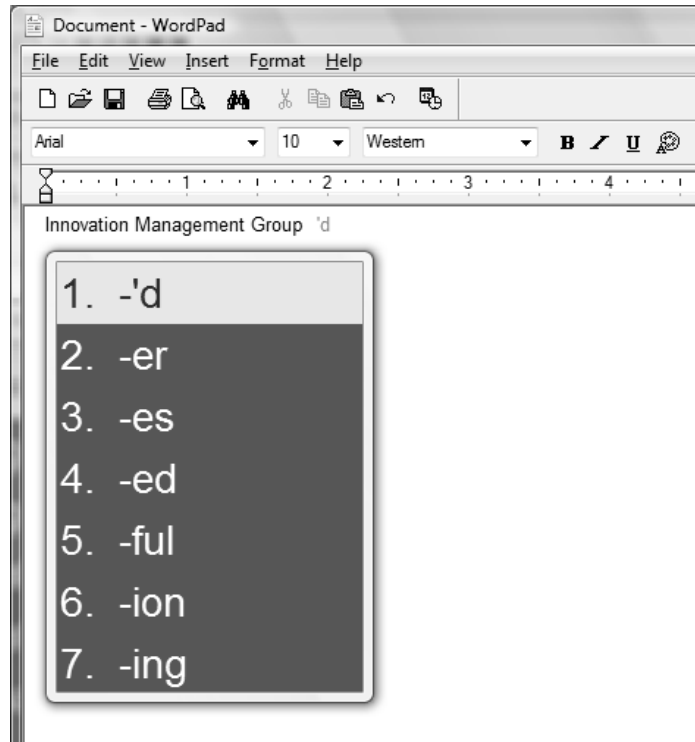 Document - WordPad
File Edit View Insert Format Help
Arial 10 Western B I U
1 2 3 4
Innovation Management Group 'd
1. -'d
2. -er
3. -es
4. -ed
5. -ful
6. -ion
7. -ing